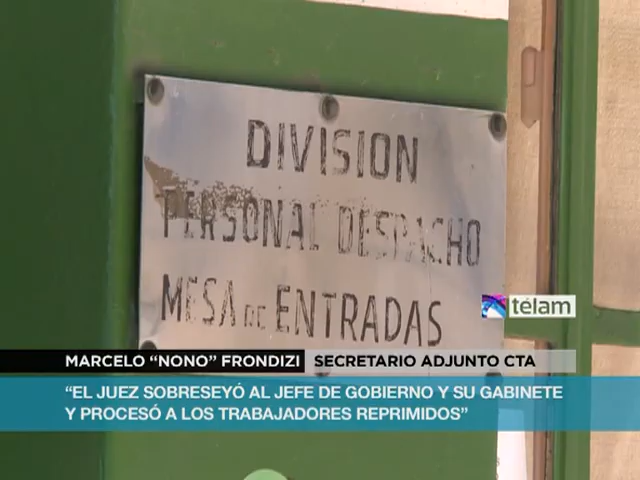 DIVISION
PERSONAL DESPACHO
MESA DE ENTRADAS
télam
MARCELO “NONO” FRONDIZI SECRETARIO ADJUNTO CTA
“EL JUEZ SOBRESEYÓ AL JEFE DE GOBIERNO Y SU GABINETE
Y PROCESÓ A LOS TRABAJADORES REPRIMIDOS”